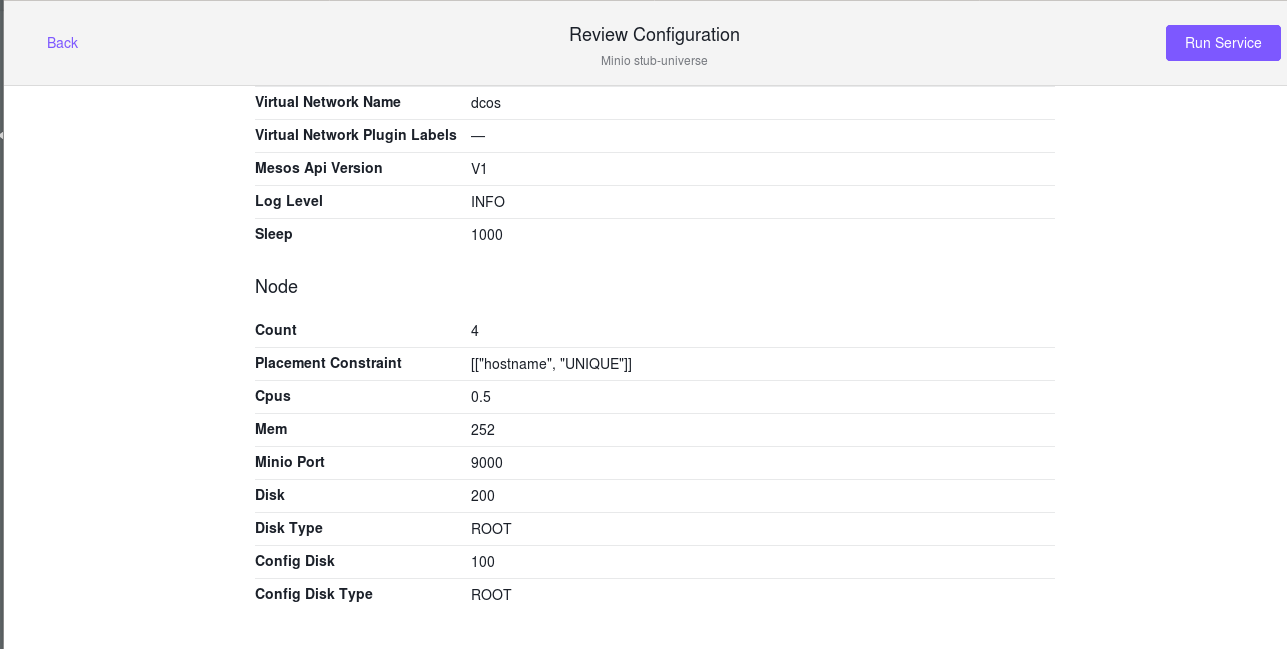 Back
Review Configuration
Run Service
Minio stub-universe
Virtual Network Name dcos
Virtual Network Plugin Labels —
Mesos Api Version V1
Log Level INFO
Sleep 1000
Node
Count 4
Placement Constraint [["hostname", "UNIQUE"]]
Cpus 0.5
Mem 252
Minio Port 9000
Disk 200
Disk Type ROOT
Config Disk 100
Config Disk Type ROOT